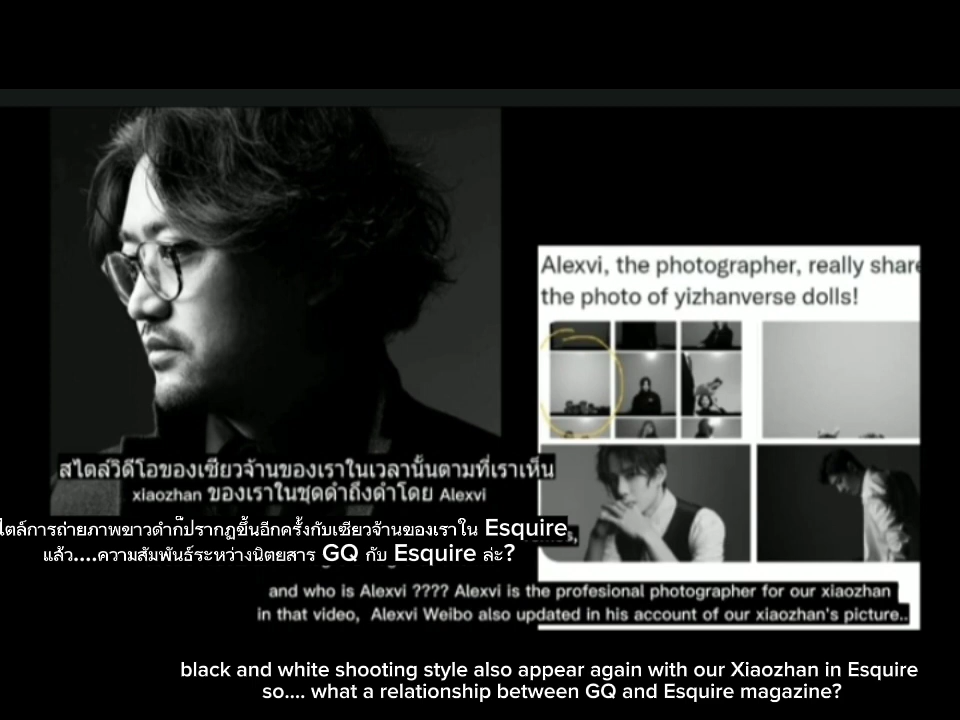 Alexvi, the photographer, really share
the photo of yizhanverse dolls!
สไตล์วิดีโอของเซียวจ้านของเราในเวลานั้นตามที่เราเห็น
xiaozhan ของเราในชุดดำถึงดำโดย Alexvi
ไตล์การถ่ายภาพขาวดำก็ปรากฏขึ้นอีกครั้งกับเซียวจ้านของเราใน Esquire
แล้ว....ความสัมพันธ์ระหว่างนิตยสาร GQ กับ Esquire ล่ะ?
and who is Alexvi ???? Alexvi is the profesional photographer for our xiaozhan
in that video, Alexvi Weibo also updated in his account of our xiaozhan's picture..
black and white shooting style also appear again with our Xiaozhan in Esquire
so.... what a relationship between GQ and Esquire magazine?